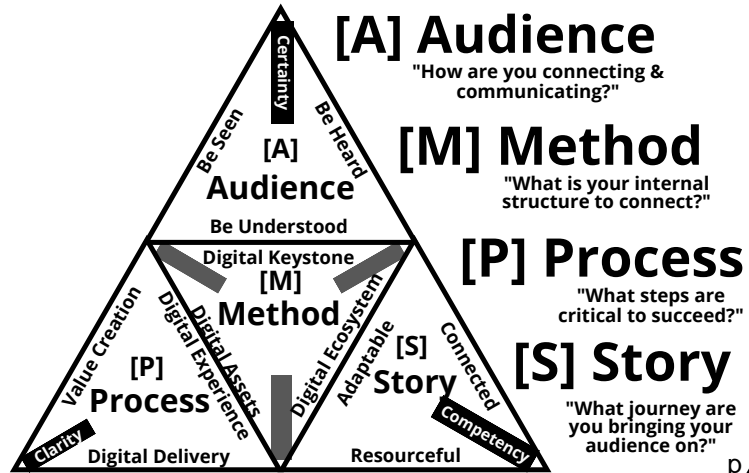 [A] Audience
"How are you connecting &
communicating?"
[M] Method
"What is your internal
structure to connect?"
[P] Process
"What steps are
critical to succeed?"
[S] Story
"What journey are
you bringing your
audience on?"
Certainty
Be Seen
Be Heard
[A]
Audience
Be Understood
Digital Keystone
[M]
Method
Digital Assets
Digital Ecosystem
Value Creation
Digital Experience
[P]
Process
Clarity
Digital Delivery
Adaptable
Connected
[S]
Story
Competency
Resourceful